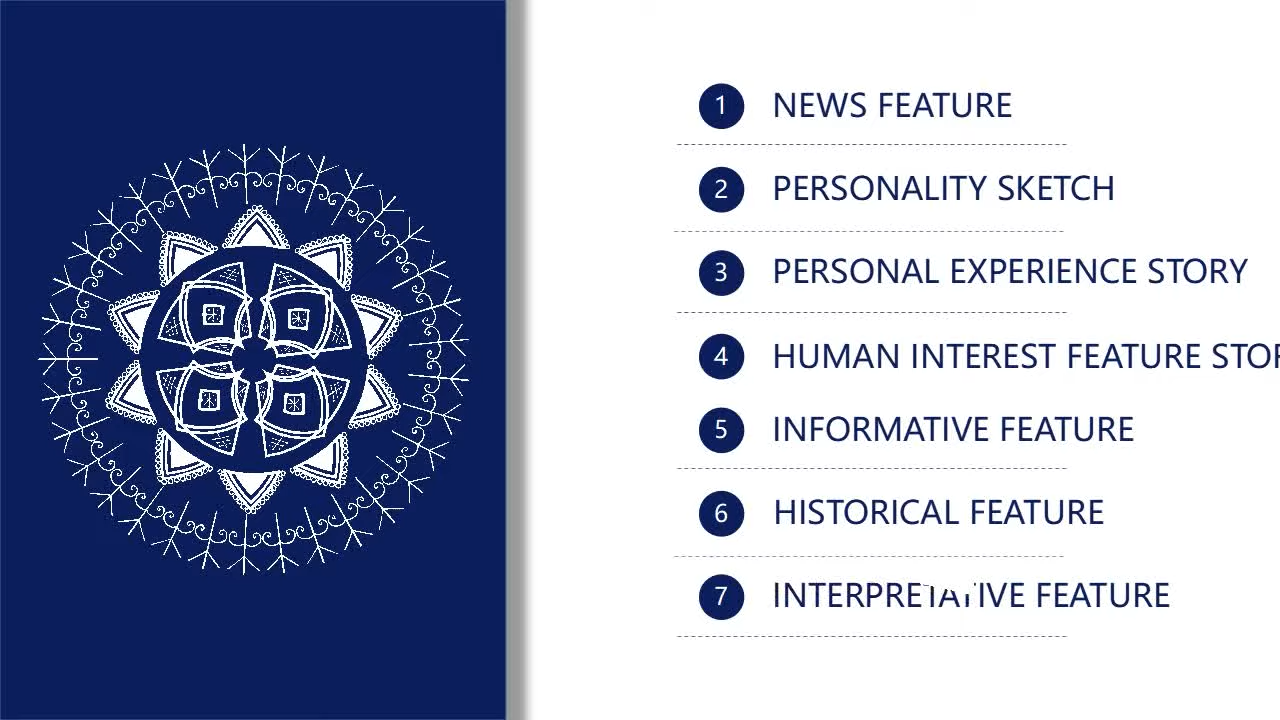 1 NEWS FEATURE
2 PERSONALITY SKETCH
3 PERSONAL EXPERIENCE STORY
4 HUMAN INTEREST FEATURE
5 INFORMATIVE FEATURE
6 HISTORICAL FEATURE
7 INTERPRETATIVE FEATURE